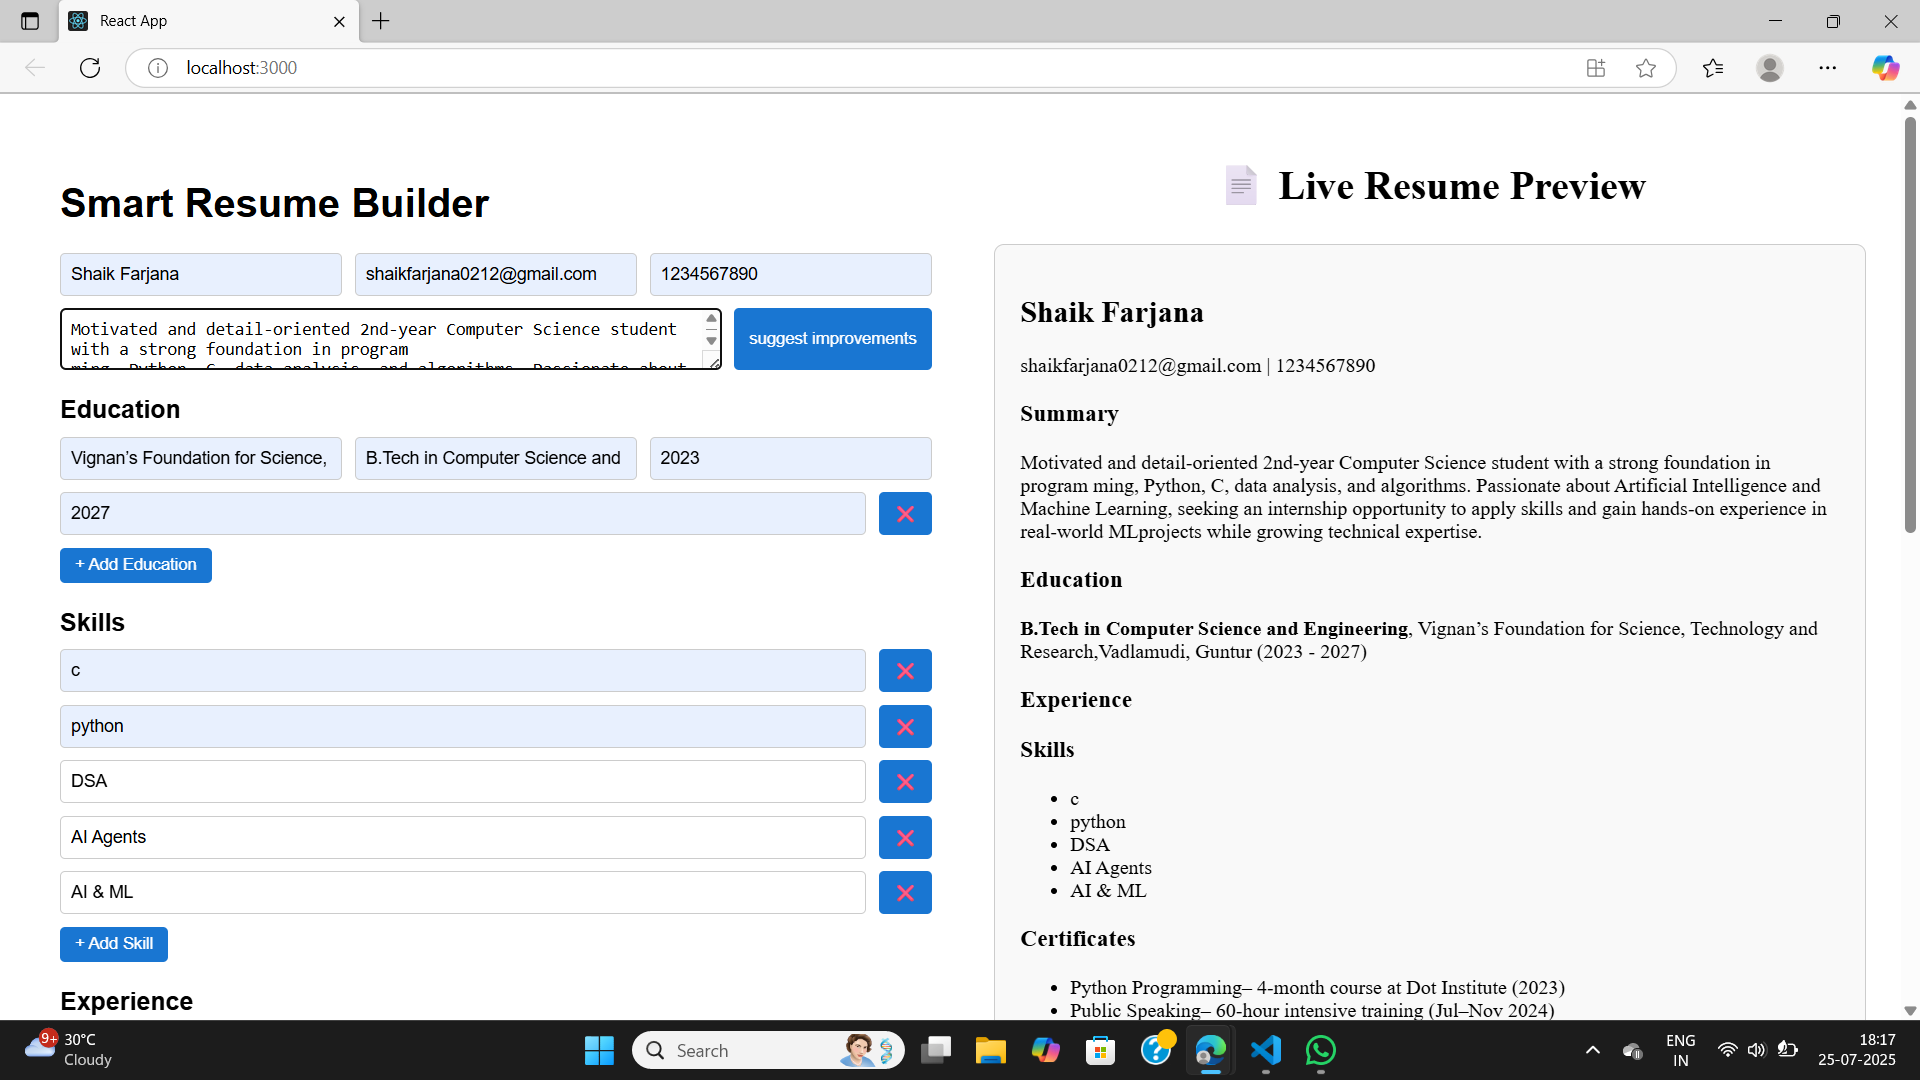 React App
localhost:3000
Smart Resume Builder
Shaik Farjana
shaikfarjana0212@gmail.com
1234567890
Motivated and detail-oriented 2nd-year Computer Science student
with a strong foundation in program
ming, Python, C, data analysis, and algorithms. Passionate about
suggest improvements
Education
Vignan’s Foundation for Science,
B.Tech in Computer Science and
2023
2027
+ Add Education
Skills
c
python
DSA
AI Agents
AI & ML
+ Add Skill
Experience
Live Resume Preview
Shaik Farjana
shaikfarjana0212@gmail.com | 1234567890
Summary
Motivated and detail-oriented 2nd-year Computer Science student with a strong foundation in
program ming, Python, C, data analysis, and algorithms. Passionate about Artificial Intelligence and
Machine Learning, seeking an internship opportunity to apply skills and gain hands-on experience in
real-world MLprojects while growing technical expertise.
Education
B.Tech in Computer Science and Engineering, Vignan’s Foundation for Science, Technology and
Research,Vadlamudi, Guntur (2023 - 2027)
Experience
Skills
• c
• python
• DSA
• AI Agents
• AI & ML
Certificates
• Python Programming– 4-month course at Dot Institute (2023)
• Public Speaking– 60-hour intensive training (Jul–Nov 2024)
9+
30°C
Cloudy
Search
ENG
IN
18:17
25-07-2025